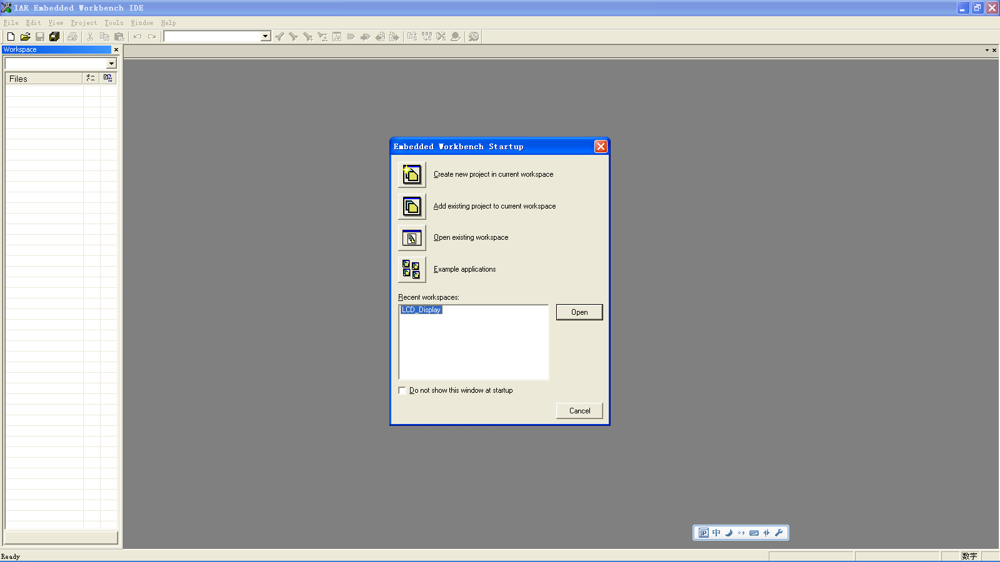 IAR Embedded Workbench IDE
File Edit View Project Tools Window Help
Workspace
Files
Embedded Workbench Startup
Create new project in current workspace
Add existing project to current workspace
Open existing workspace
Example applications
Recent workspaces:
LCD_Display
Open
Do not show this window at startup
Cancel
中
Ready
数字